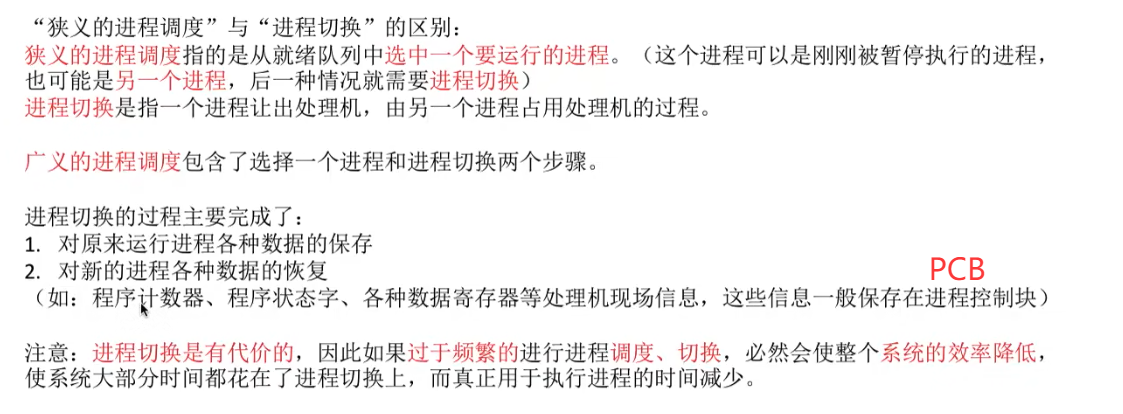 “狭义的进程调度”与“进程切换”的区别：
狭义的进程调度指的是从就绪队列中选中一个要运行的进程。（这个进程可以是刚刚被暂停执行的进程，
也可能是另一个进程，后一种情况就需要进程切换）
进程切换是指一个进程让出处理机，由另一个进程占用处理机的过程。
广义的进程调度包含了选择一个进程和进程切换两个步骤。
进程切换的过程主要完成了：
1. 对原来运行进程各种数据的保存
2. 对新的进程各种数据的恢复
PCB
（如：程序计数器、程序状态字、各种数据寄存器等处理机现场信息，这些信息一般保存在进程控制块）
注意：进程切换是有代价的，因此如果过于频繁的进行进程调度、切换，必然会使整个系统的效率降低，
使系统大部分时间都花在了进程切换上，而真正用于执行进程的时间减少。